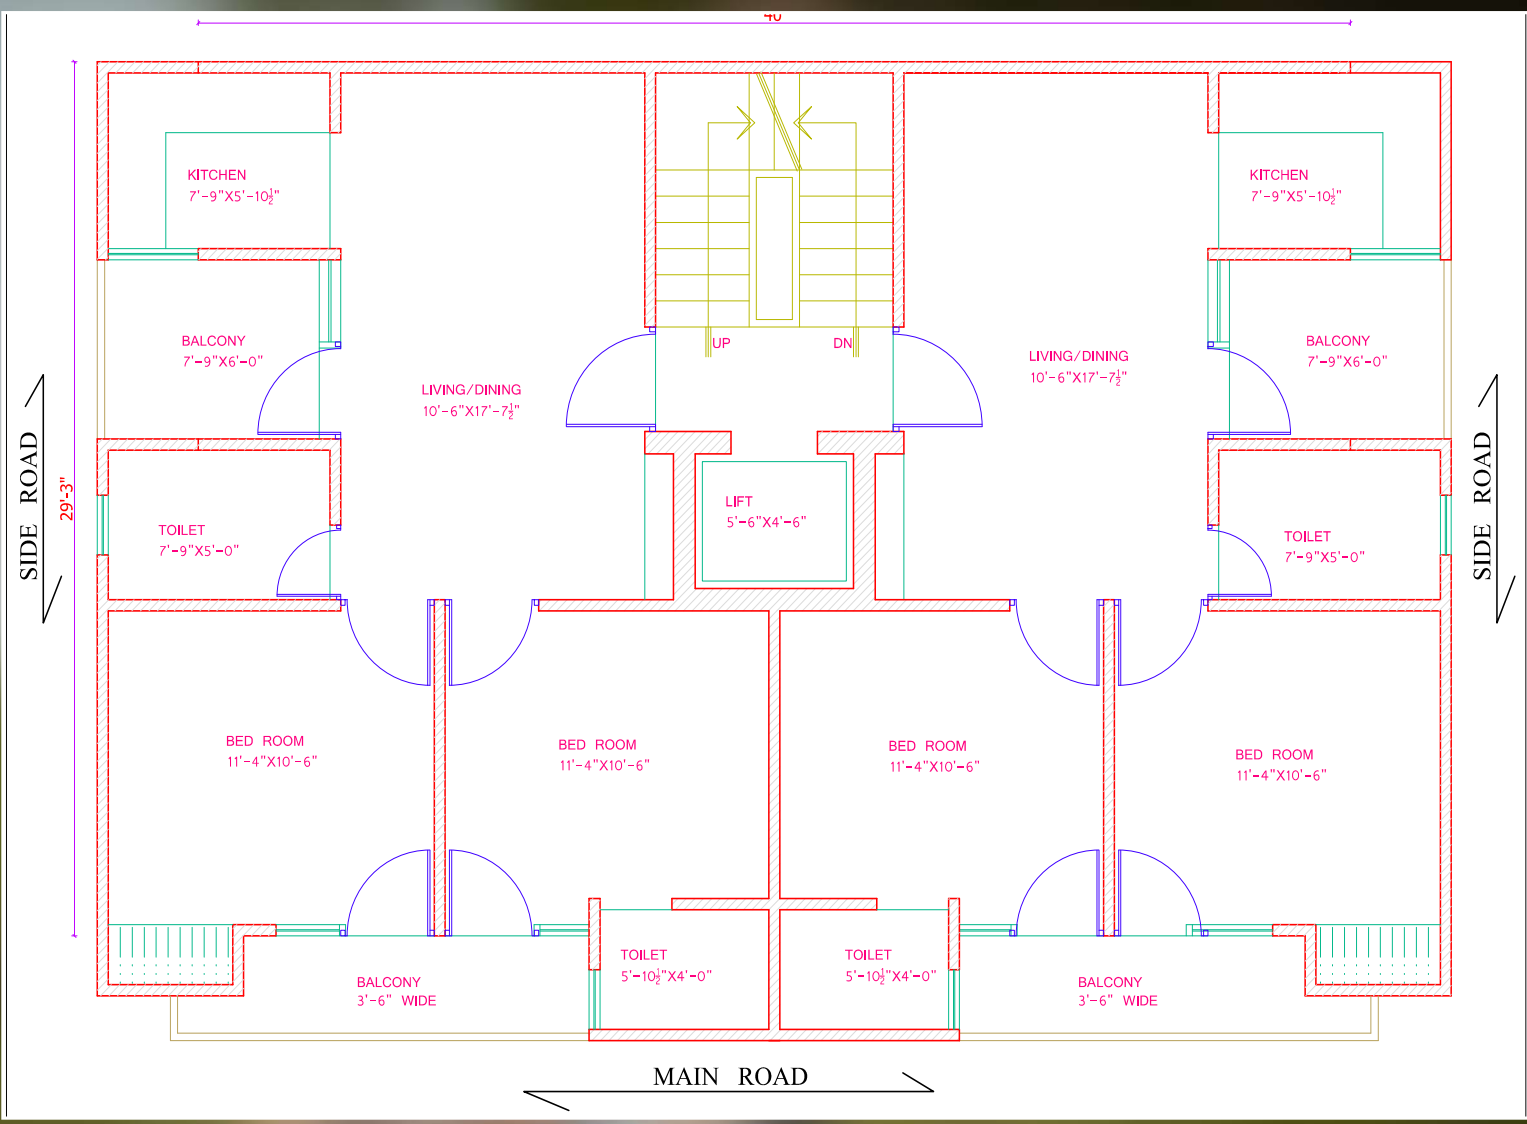 40'
KITCHEN
7'-9"X5'-10½"
KITCHEN
7'-9"X5'-10½"
UP
DN
BALCONY
7'-9"X6'-0"
BALCONY
7'-9"X6'-0"
LIVING/DINING
10'-6"X17'-7½"
LIVING/DINING
10'-6"X17'-7½"
SIDE ROAD
29'-3"
SIDE ROAD
LIFT
5'-6"X4'-6"
TOILET
7'-9"X5'-0"
TOILET
7'-9"X5'-0"
BED ROOM
11'-4"X10'-6"
BED ROOM
11'-4"X10'-6"
BED ROOM
11'-4"X10'-6"
BED ROOM
11'-4"X10'-6"
TOILET
5'-10½"X4'-0"
TOILET
5'-10½"X4'-0"
BALCONY
3'-6" WIDE
BALCONY
3'-6" WIDE
MAIN ROAD